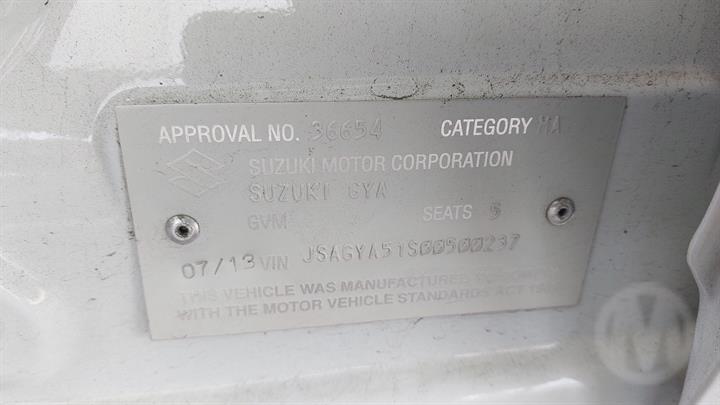 APPROVAL NO. 36654 CATEGORY MA
SUZUKI MOTOR CORPORATION
SUZUKI GYA
GVM SEATS 5
07/13 VIN JSAGYA51S00500237
THIS VEHICLE WAS MANUFACTURED
WITH THE MOTOR VEHICLE STANDARDS ACT